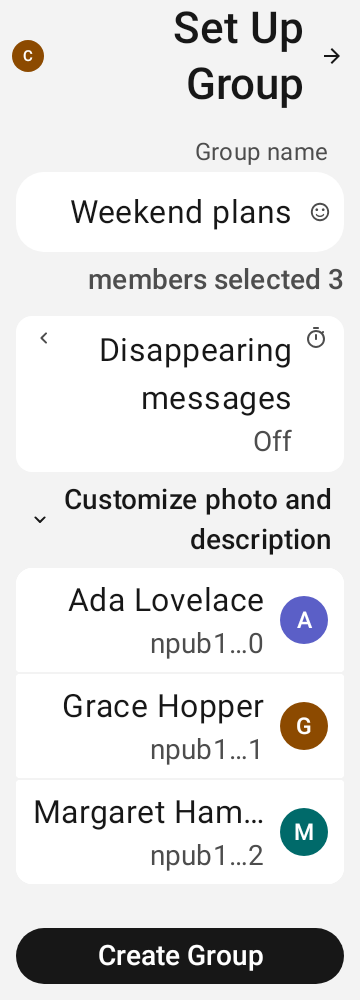 C
Set Up
Group
Group name
Weekend plans
members selected 3
Disappearing
messages
Off
Customize photo and
description
Ada Lovelace
npub1…0
A
Grace Hopper
npub1…1
G
Margaret Ham…
npub1…2
M
Create Group